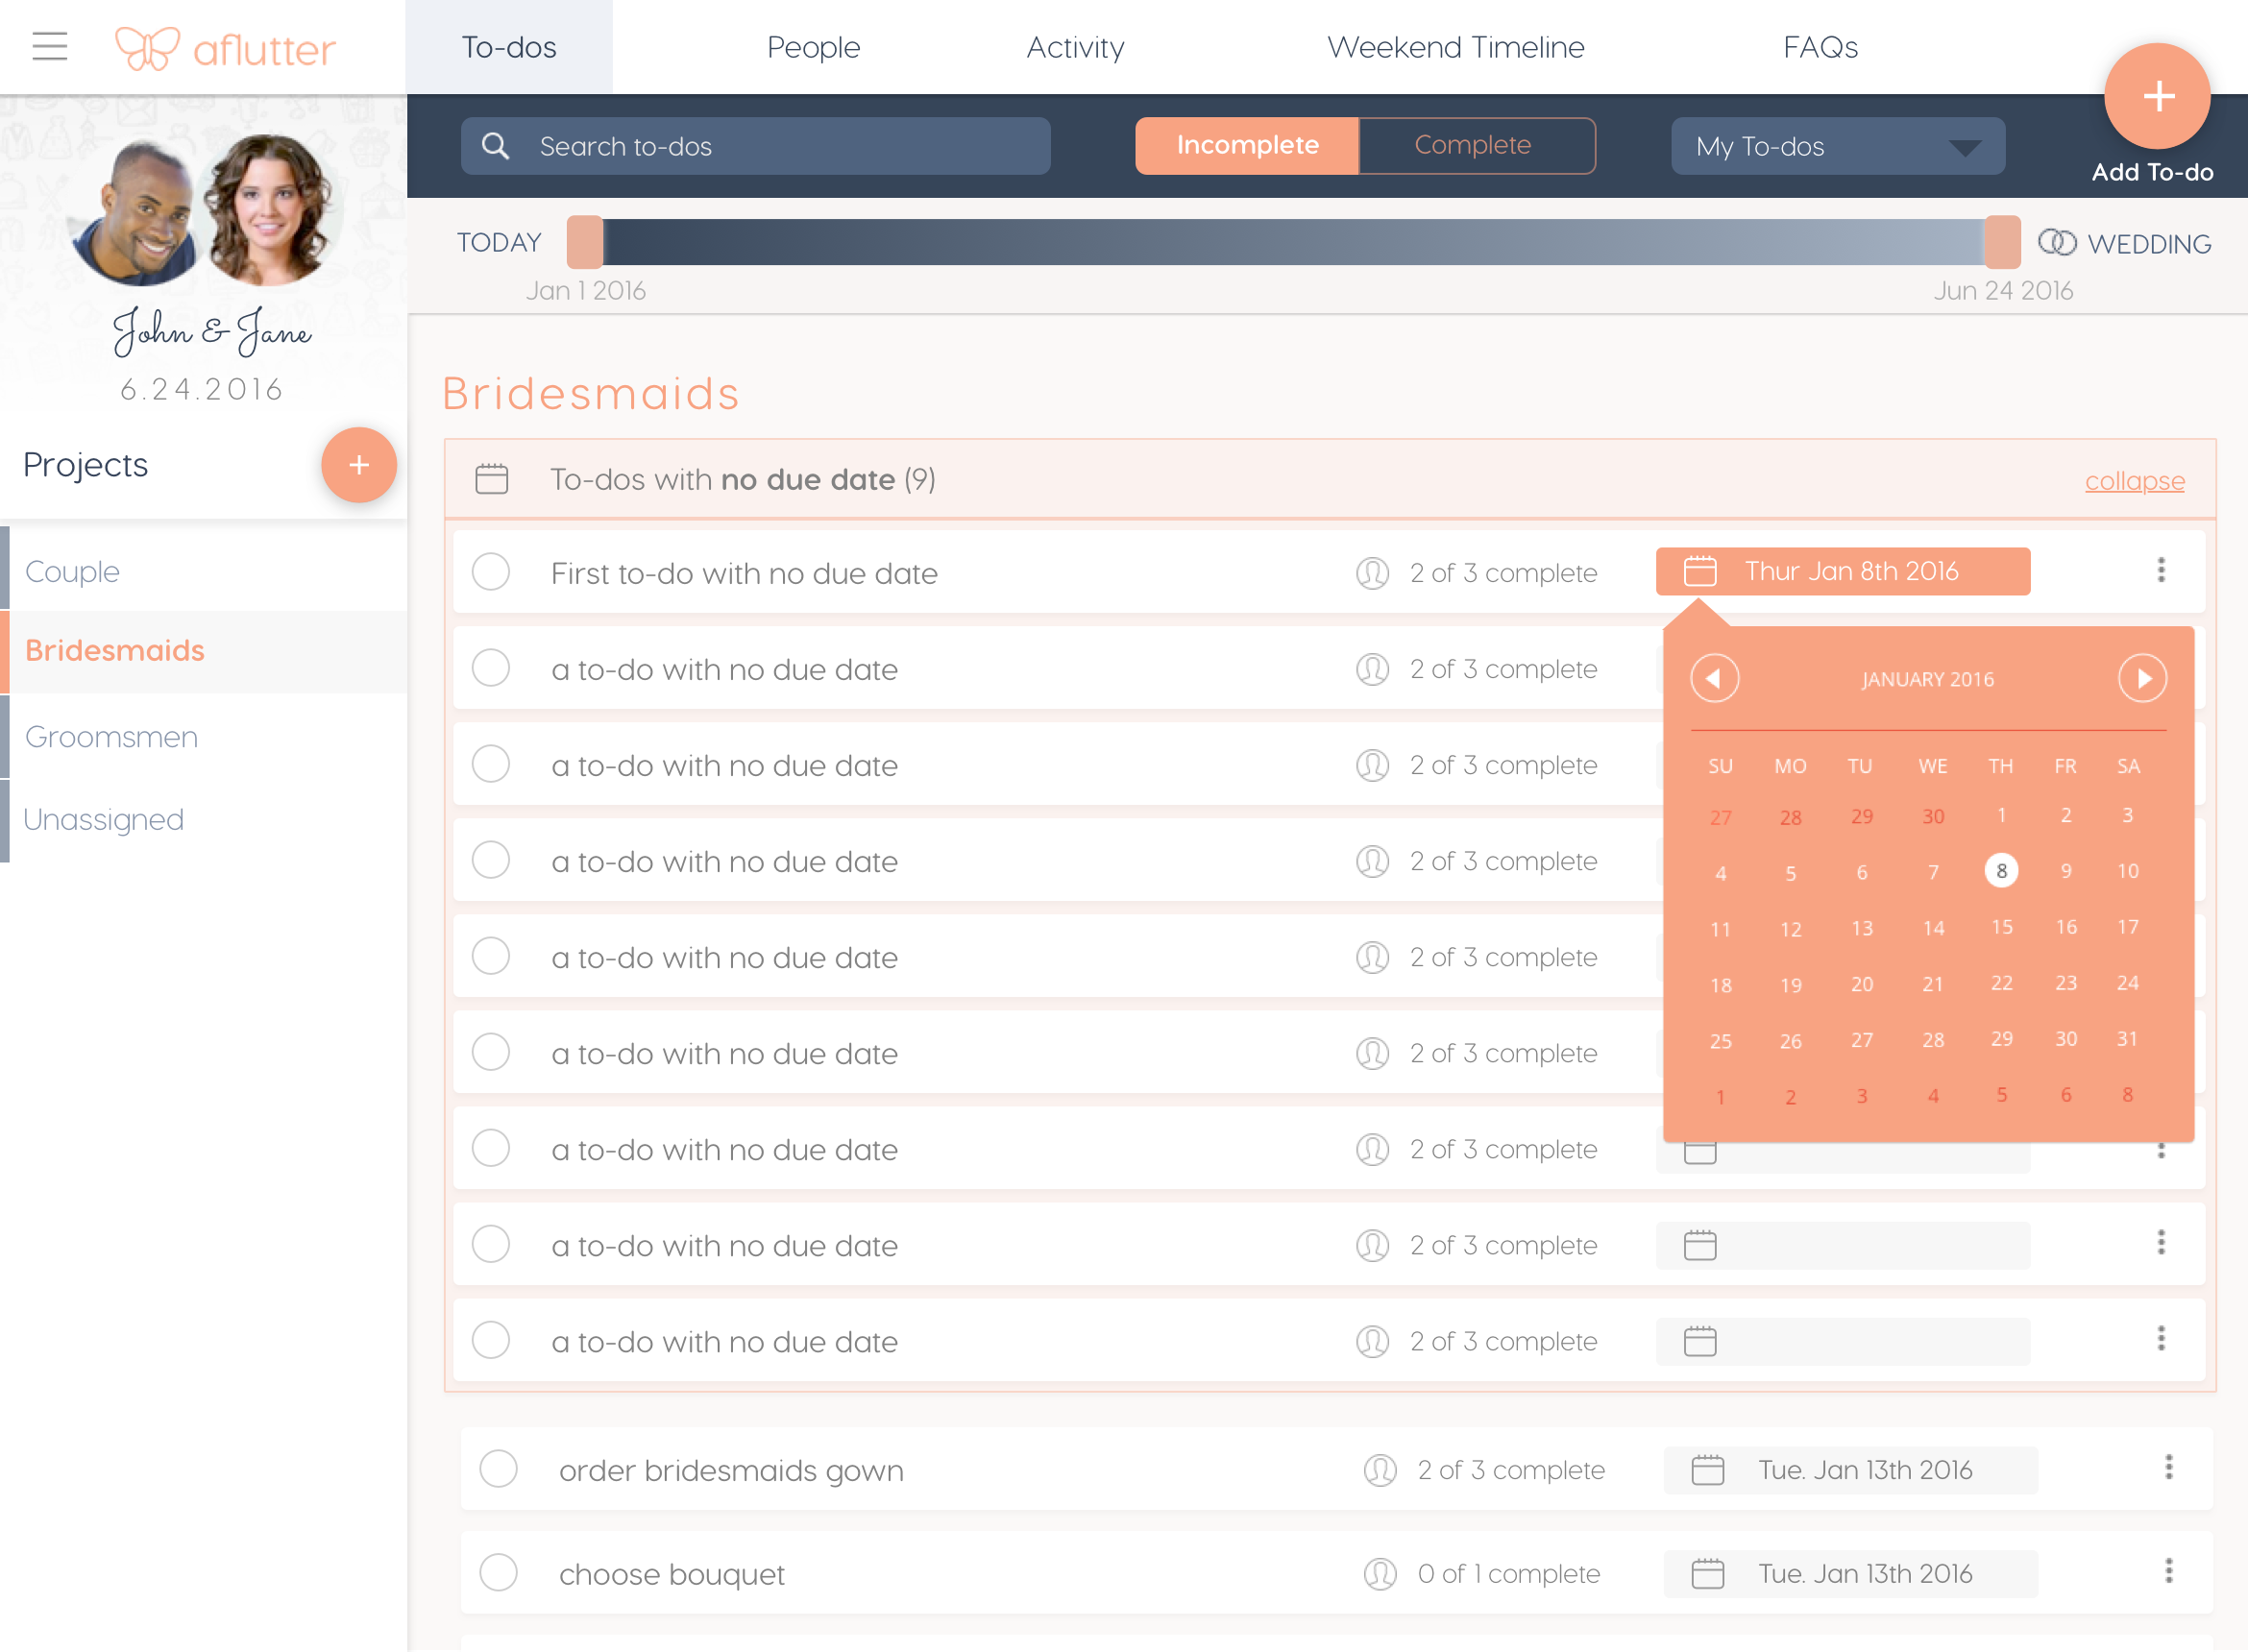 aflutter
To-dos People Activity Weekend Timeline FAQs
+
Search to-dos Incomplete Complete My To-dos Add To-do
TODAY WEDDING
Jan 1 2016 Jun 24 2016
John & Jane
6.24.2016
Projects +
Couple
Bridesmaids
Groomsmen
Unassigned
Bridesmaids
To-dos with no due date (9) collapse
First to-do with no due date 2 of 3 complete Thur Jan 8th 2016
a to-do with no due date 2 of 3 complete
a to-do with no due date 2 of 3 complete
a to-do with no due date 2 of 3 complete
a to-do with no due date 2 of 3 complete
a to-do with no due date 2 of 3 complete
a to-do with no due date 2 of 3 complete
a to-do with no due date 2 of 3 complete
a to-do with no due date 2 of 3 complete
JANUARY 2016
SU MO TU WE TH FR SA
27 28 29 30 1 2 3
4 5 6 7 8 9 10
11 12 13 14 15 16 17
18 19 20 21 22 23 24
25 26 27 28 29 30 31
1 2 3 4 5 6 8
order bridesmaids gown 2 of 3 complete Tue. Jan 13th 2016
choose bouquet 0 of 1 complete Tue. Jan 13th 2016